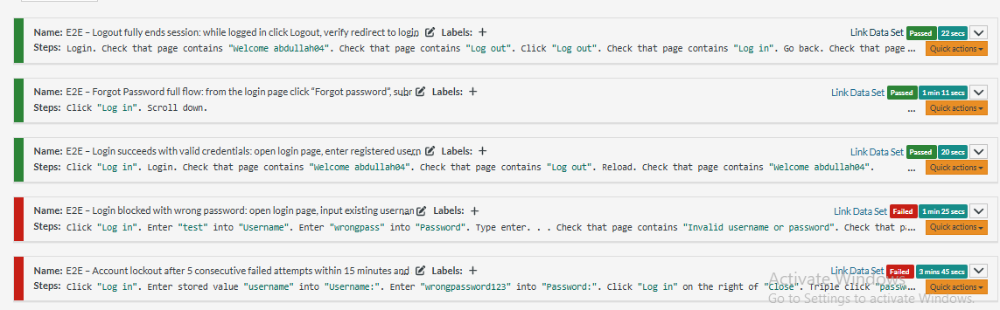 Name: E2E – Logout fully ends session: while logged in click Logout, verify redirect to login Labels: + Link Data Set Passed 22 secs
Steps: Login. Check that page contains "Welcome abdullah04". Check that page contains "Log out". Click "Log out". Check that page contains "Log in". Go back. Check that page ... Quick actions
Name: E2E – Forgot Password full flow: from the login page click “Forgot password”, subr Labels: + Link Data Set Passed 1 min 11 secs
Steps: Click "Log in". Scroll down. ... Quick actions
Name: E2E – Login succeeds with valid credentials: open login page, enter registered usern Labels: + Link Data Set Passed 20 secs
Steps: Click "Log in". Login. Check that page contains "Welcome abdullah04". Check that page contains "Log out". Reload. Check that page contains "Welcome abdullah04". ... Quick actions
Name: E2E – Login blocked with wrong password: open login page, input existing usernan Labels: + Link Data Set Failed 1 min 25 secs
Steps: Click "Log in". Enter "test" into "Username". Enter "wrongpass" into "Password". Type enter. . . Check that page contains "Invalid username or password". Check that p... Quick actions
Name: E2E – Account lockout after 5 consecutive failed attempts within 15 minutes and Labels: + Link Data Set Failed 3 mins 45 secs
Steps: Click "Log in". Enter stored value "username" into "Username:". Enter "wrongpassword123" into "Password:". Click "Log in" on the right of "Close". Triple click "passw... Quick actions
Activate Windows
Go to Settings to activate Windows.